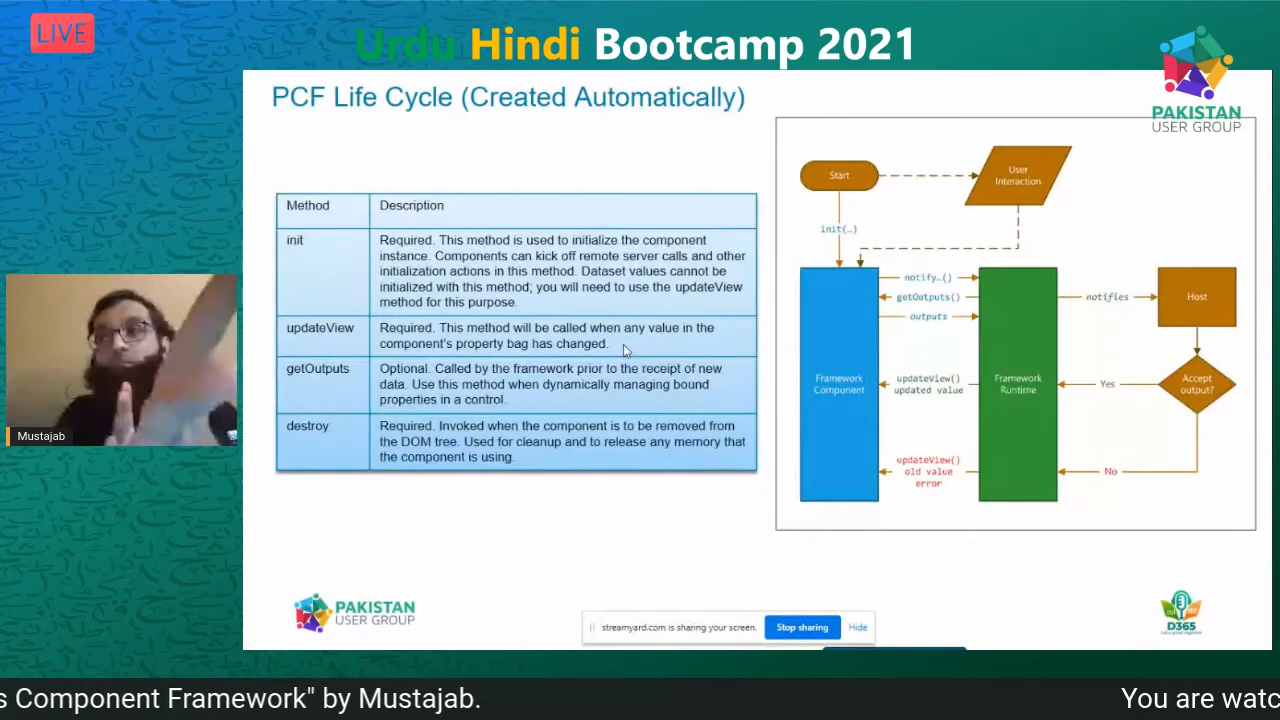 LIVE
Urdu Hindi Bootcamp 2021
PAKISTAN
USER GROUP
PCF Life Cycle (Created Automatically)
Method Description
init Required. This method is used to initialize the component
instance. Components can kick off remote server calls and other
initialization actions in this method. Dataset values cannot be
initialized with this method; you will need to use the updateView
method for this purpose.
updateView Required. This method will be called when any value in the
component's property bag has changed.
getOutputs Optional. Called by the framework prior to the receipt of new
data. Use this method when dynamically managing bound
properties in a control.
destroy Required. Invoked when the component is to be removed from
the DOM tree. Used for cleanup and to release any memory that
the component is using.
Start
User
Interaction
init(…)
notify…()
getOutputs()
outputs
notifies
Host
Framework
Component
updateView()
updated value
Framework
Runtime
Yes
Accept
output?
updateView()
old value
error
No
Mustajab
PAKISTAN
USER GROUP
streamyard.com is sharing your screen. Stop sharing Hide
D365
s Component Framework" by Mustajab. You are watc